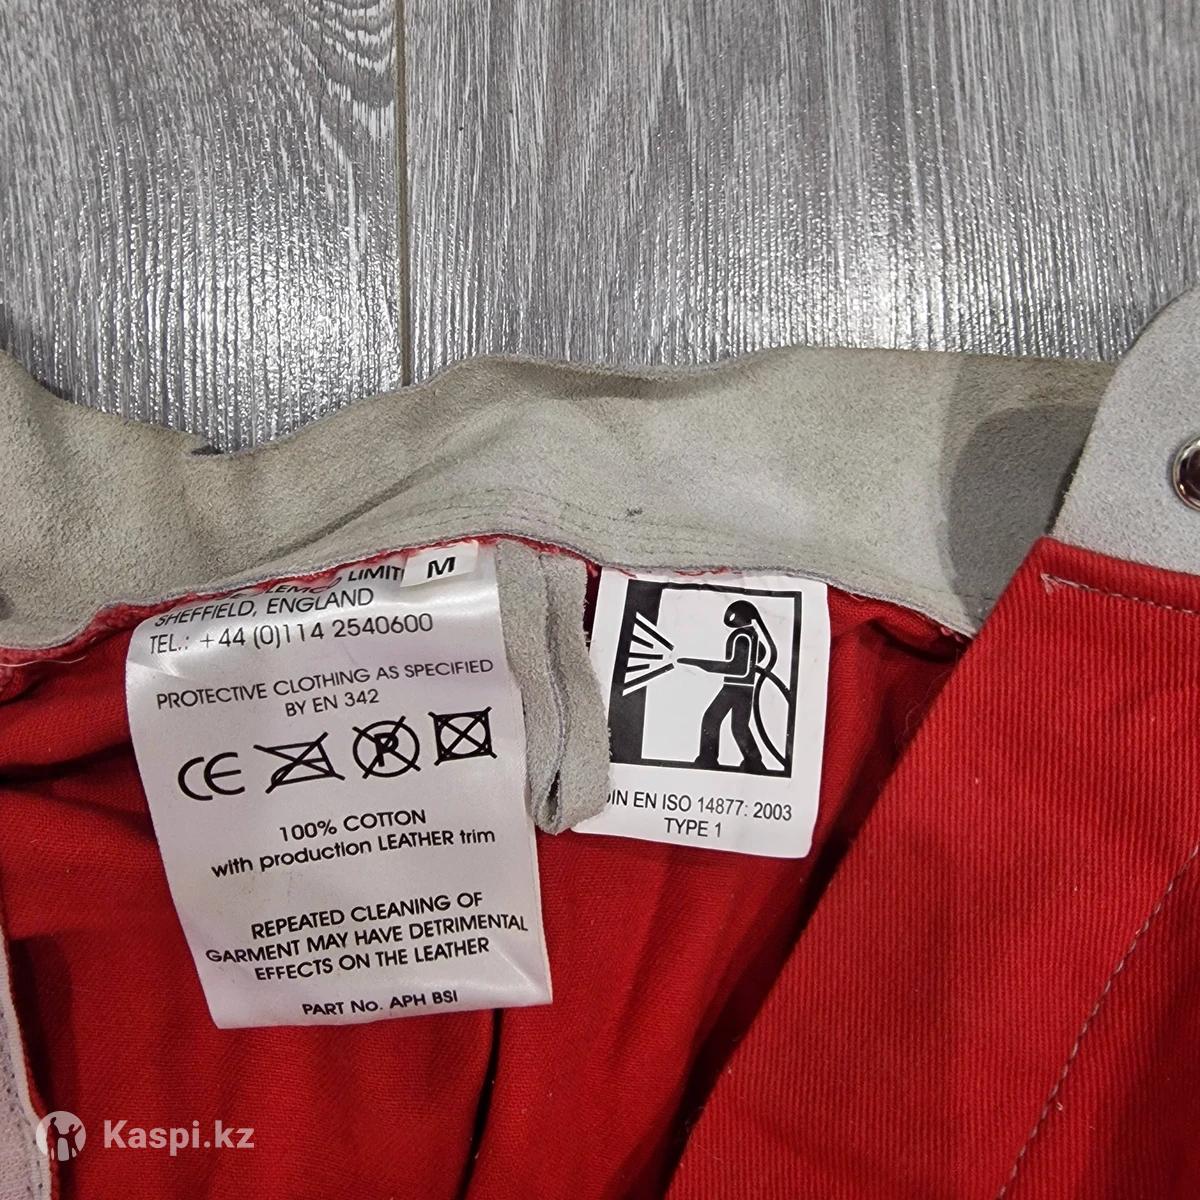 LIMIT
M
SHEFFIELD, ENGLAND
TEL.: +44 (0)114 2540600
PROTECTIVE CLOTHING AS SPECIFIED
BY EN 342
CE
P
100% COTTON
with production LEATHER trim
REPEATED CLEANING OF
GARMENT MAY HAVE DETRIMENTAL
EFFECTS ON THE LEATHER
PART No. APH BSI
DIN EN ISO 14877: 2003
TYPE 1
Kaspi.kz